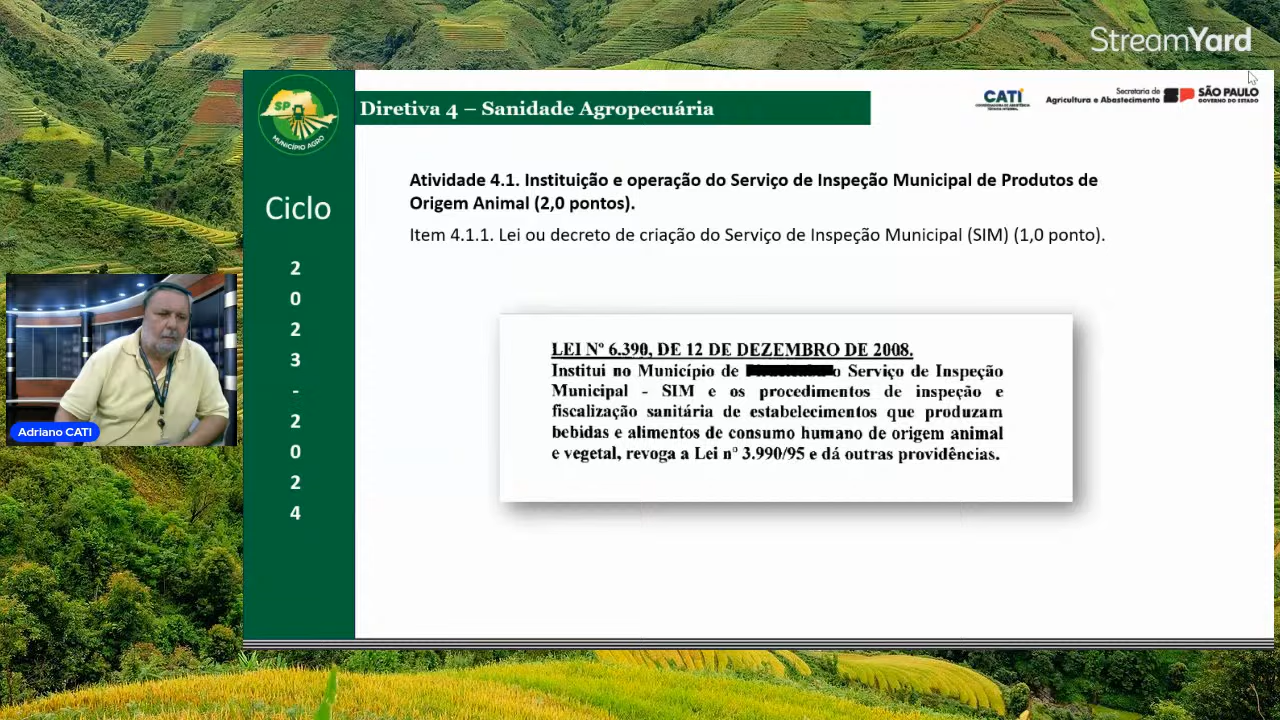 StreamYard
SP
MUNICÍPIO AGRO
Diretiva 4 – Sanidade Agropecuária
CATI
Secretaria de
Agricultura e Abastecimento
SÃO PAULO
GOVERNO DO ESTADO
Ciclo
2
0
2
3
-
2
0
2
4
Atividade 4.1. Instituição e operação do Serviço de Inspeção Municipal de Produtos de
Origem Animal (2,0 pontos).
Item 4.1.1. Lei ou decreto de criação do Serviço de Inspeção Municipal (SIM) (1,0 ponto).
LEI Nº 6.390, DE 12 DE DEZEMBRO DE 2008.
Institui no Município de o Serviço de Inspeção
Municipal - SIM e os procedimentos de inspeção e
fiscalização sanitária de estabelecimentos que produzam
bebidas e alimentos de consumo humano de origem animal
e vegetal, revoga a Lei nº 3.990/95 e dá outras providências.
Adriano CATI